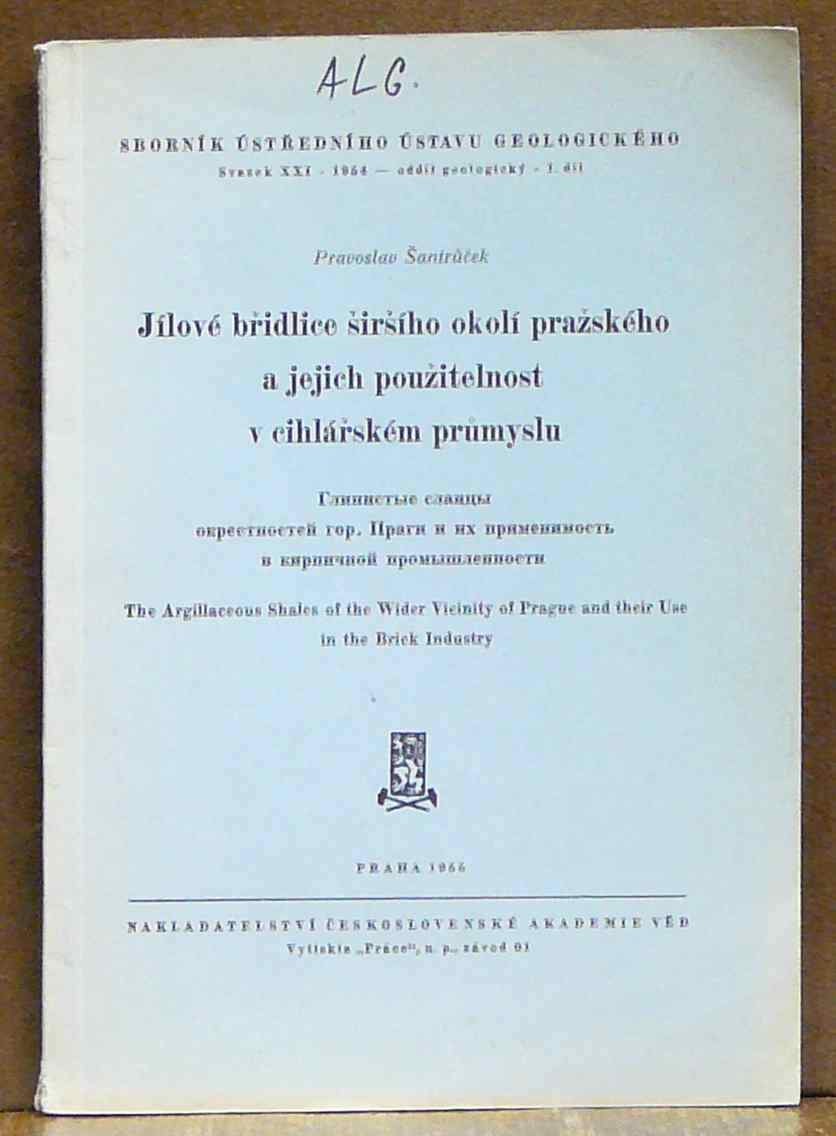 ALG.
SBORNÍK ÚSTŘEDNÍHO ÚSTAVU GEOLOGICKÉHO
Svazek XXI - 1954 — oddíl geologický - 1. díl
Pravoslav Šantrůček
Jílové břidlice širšího okolí pražského
a jejich použitelnost
v cihlářském průmyslu
Глинистые сланцы
окрестностей гор. Праги и их применимость
в кирпичной промышленности
The Argillaceous Shales of the Wider Vicinity of Prague and their Use
in the Brick Industry
PRAHA
NAKLADATELSTVÍ ČESKOSLOVENSKÉ AKADEMIE VĚD
Vytiskla „Práce“, n. p., závod 01